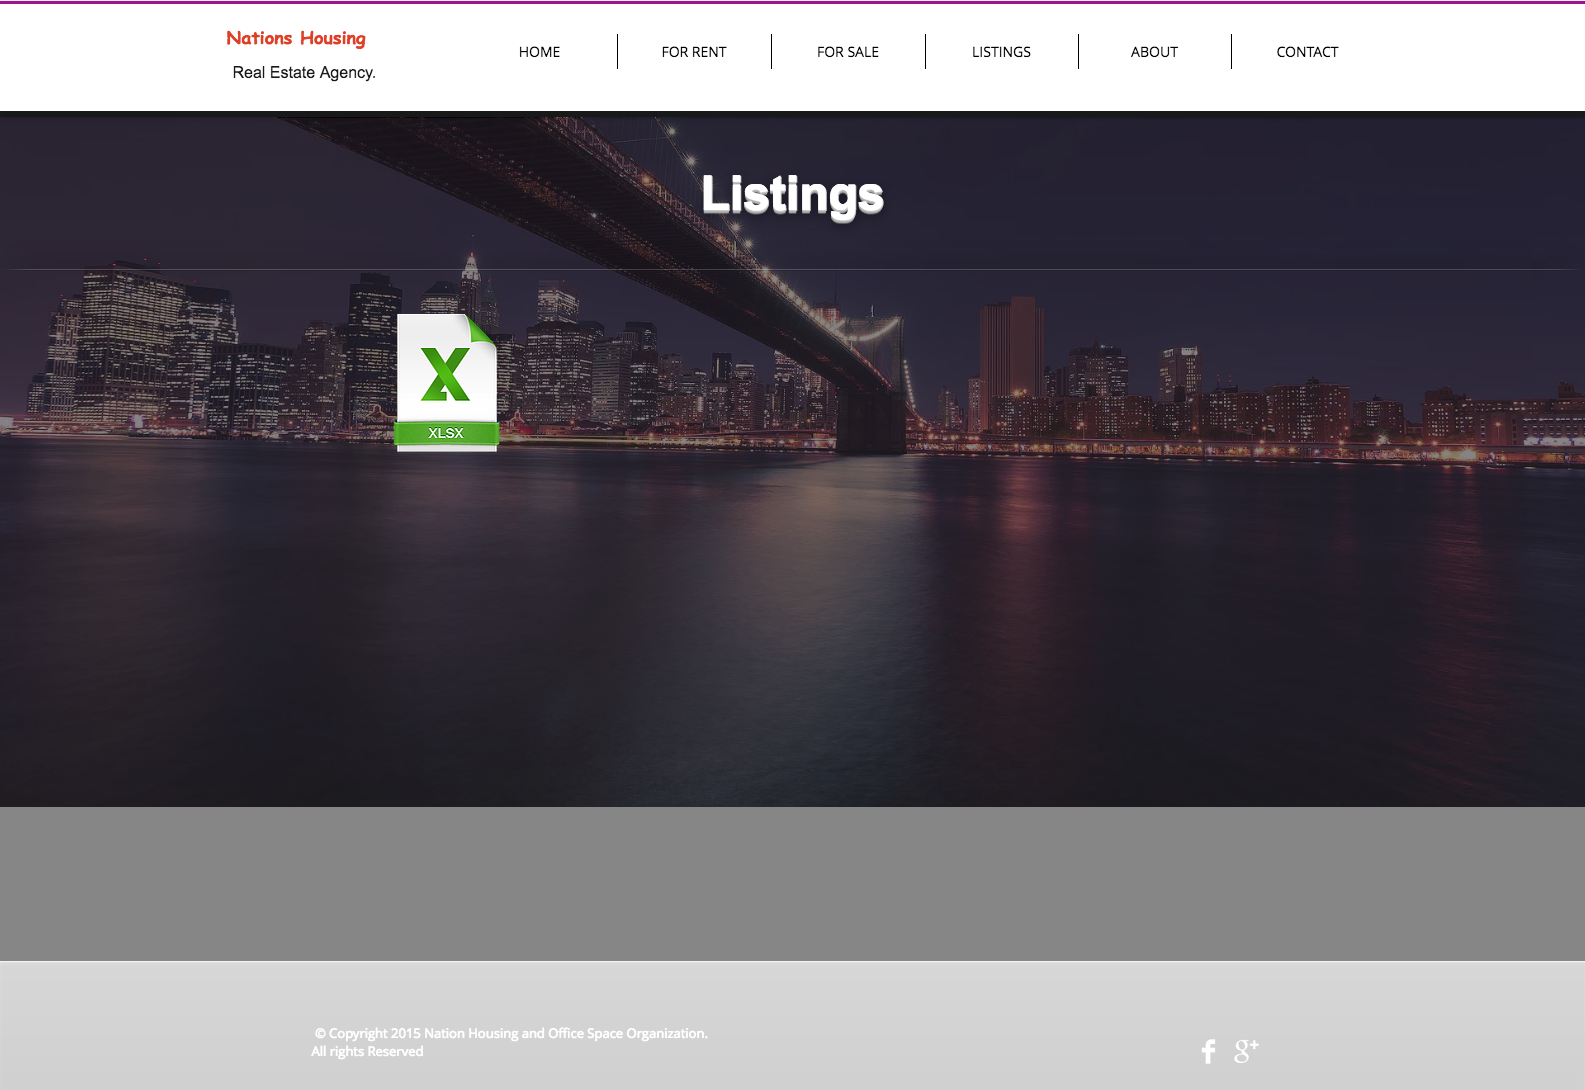 Nations Housing
Real Estate Agency.
HOME
FOR RENT
FOR SALE
LISTINGS
ABOUT
CONTACT
Listings
X
XLSX
© Copyright 2015 Nation Housing and Office Space Organization.
All rights Reserved
f
g+